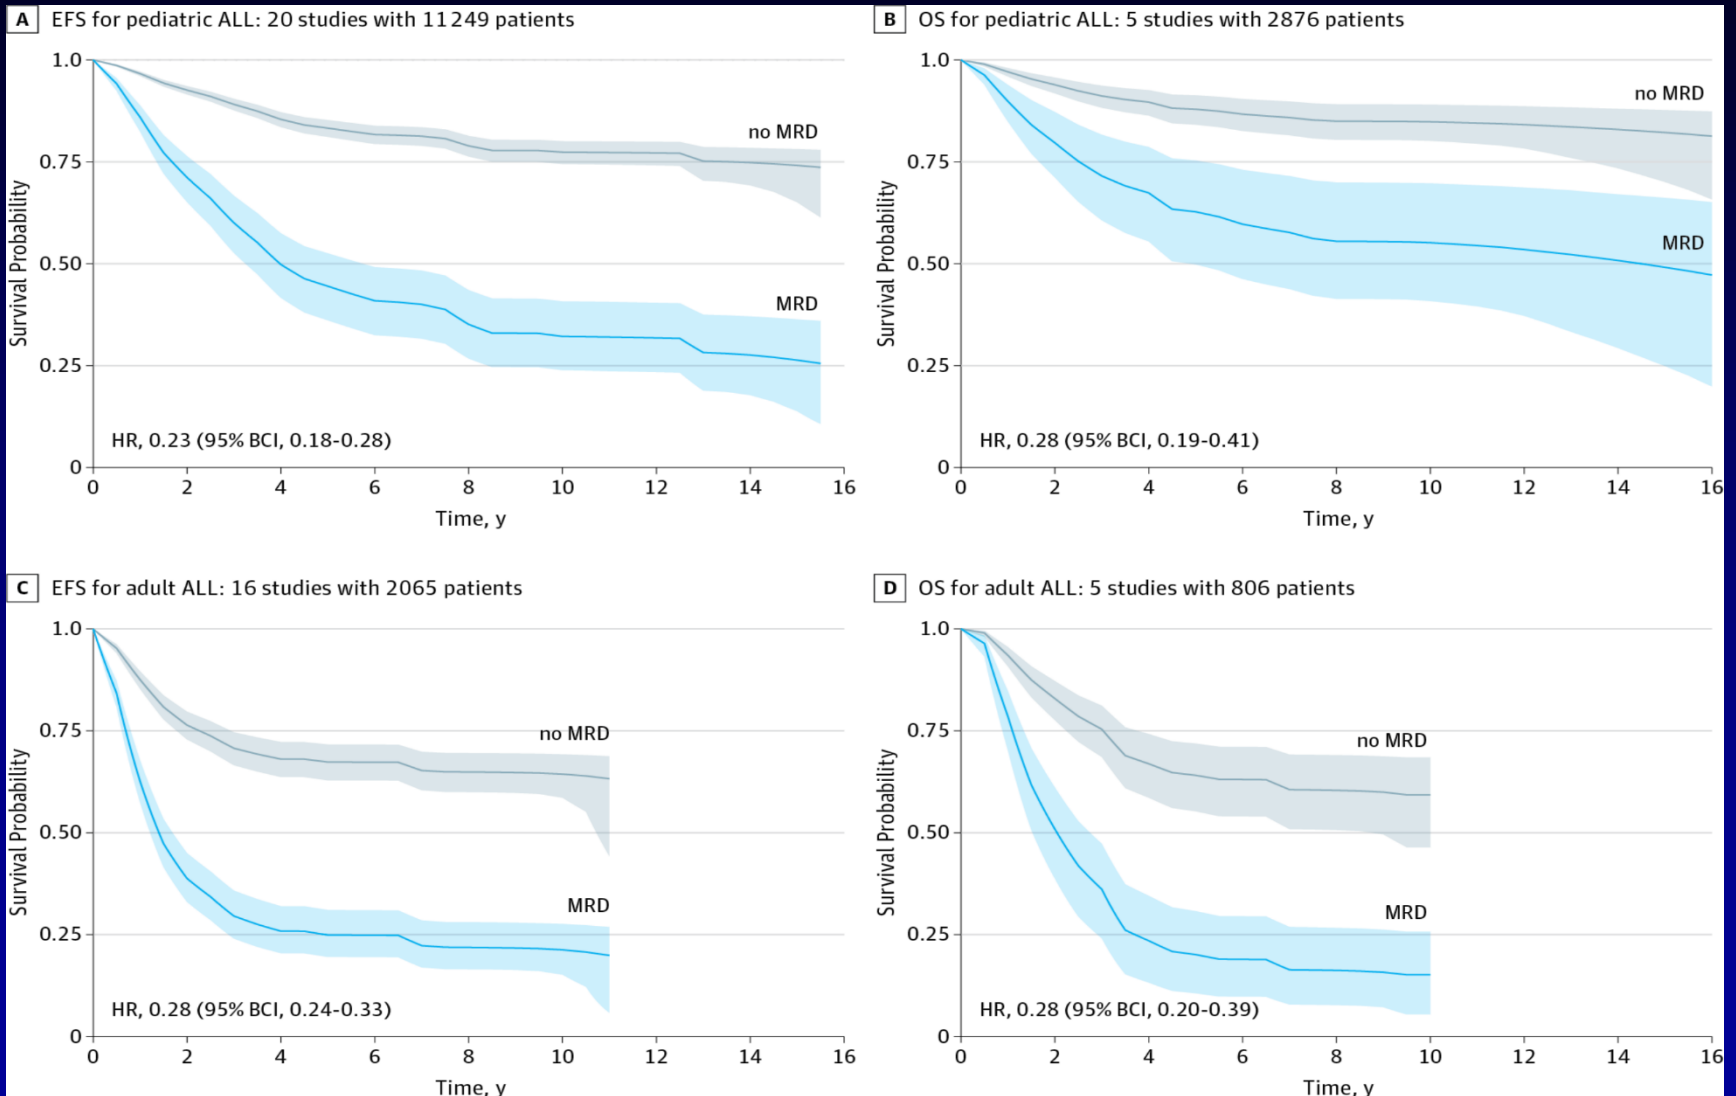 A EFS for pediatric ALL: 20 studies with 11249 patients
1.0
0.75
0.50
0.25
0
Survival Probability
no MRD
MRD
HR, 0.23 (95% BCI, 0.18-0.28)
0 2 4 6 8 10 12 14 16
Time, y
B OS for pediatric ALL: 5 studies with 2876 patients
1.0
0.75
0.50
0.25
0
Survival Probability
no MRD
MRD
HR, 0.28 (95% BCI, 0.19-0.41)
0 2 4 6 8 10 12 14 16
Time, y
C EFS for adult ALL: 16 studies with 2065 patients
1.0
0.75
0.50
0.25
0
Survival Probability
no MRD
MRD
HR, 0.28 (95% BCI, 0.24-0.33)
0 2 4 6 8 10 12 14 16
Time, y
D OS for adult ALL: 5 studies with 806 patients
1.0
0.75
0.50
0.25
0
Survival Probability
no MRD
MRD
HR, 0.28 (95% BCI, 0.20-0.39)
0 2 4 6 8 10 12 14 16
Time, y